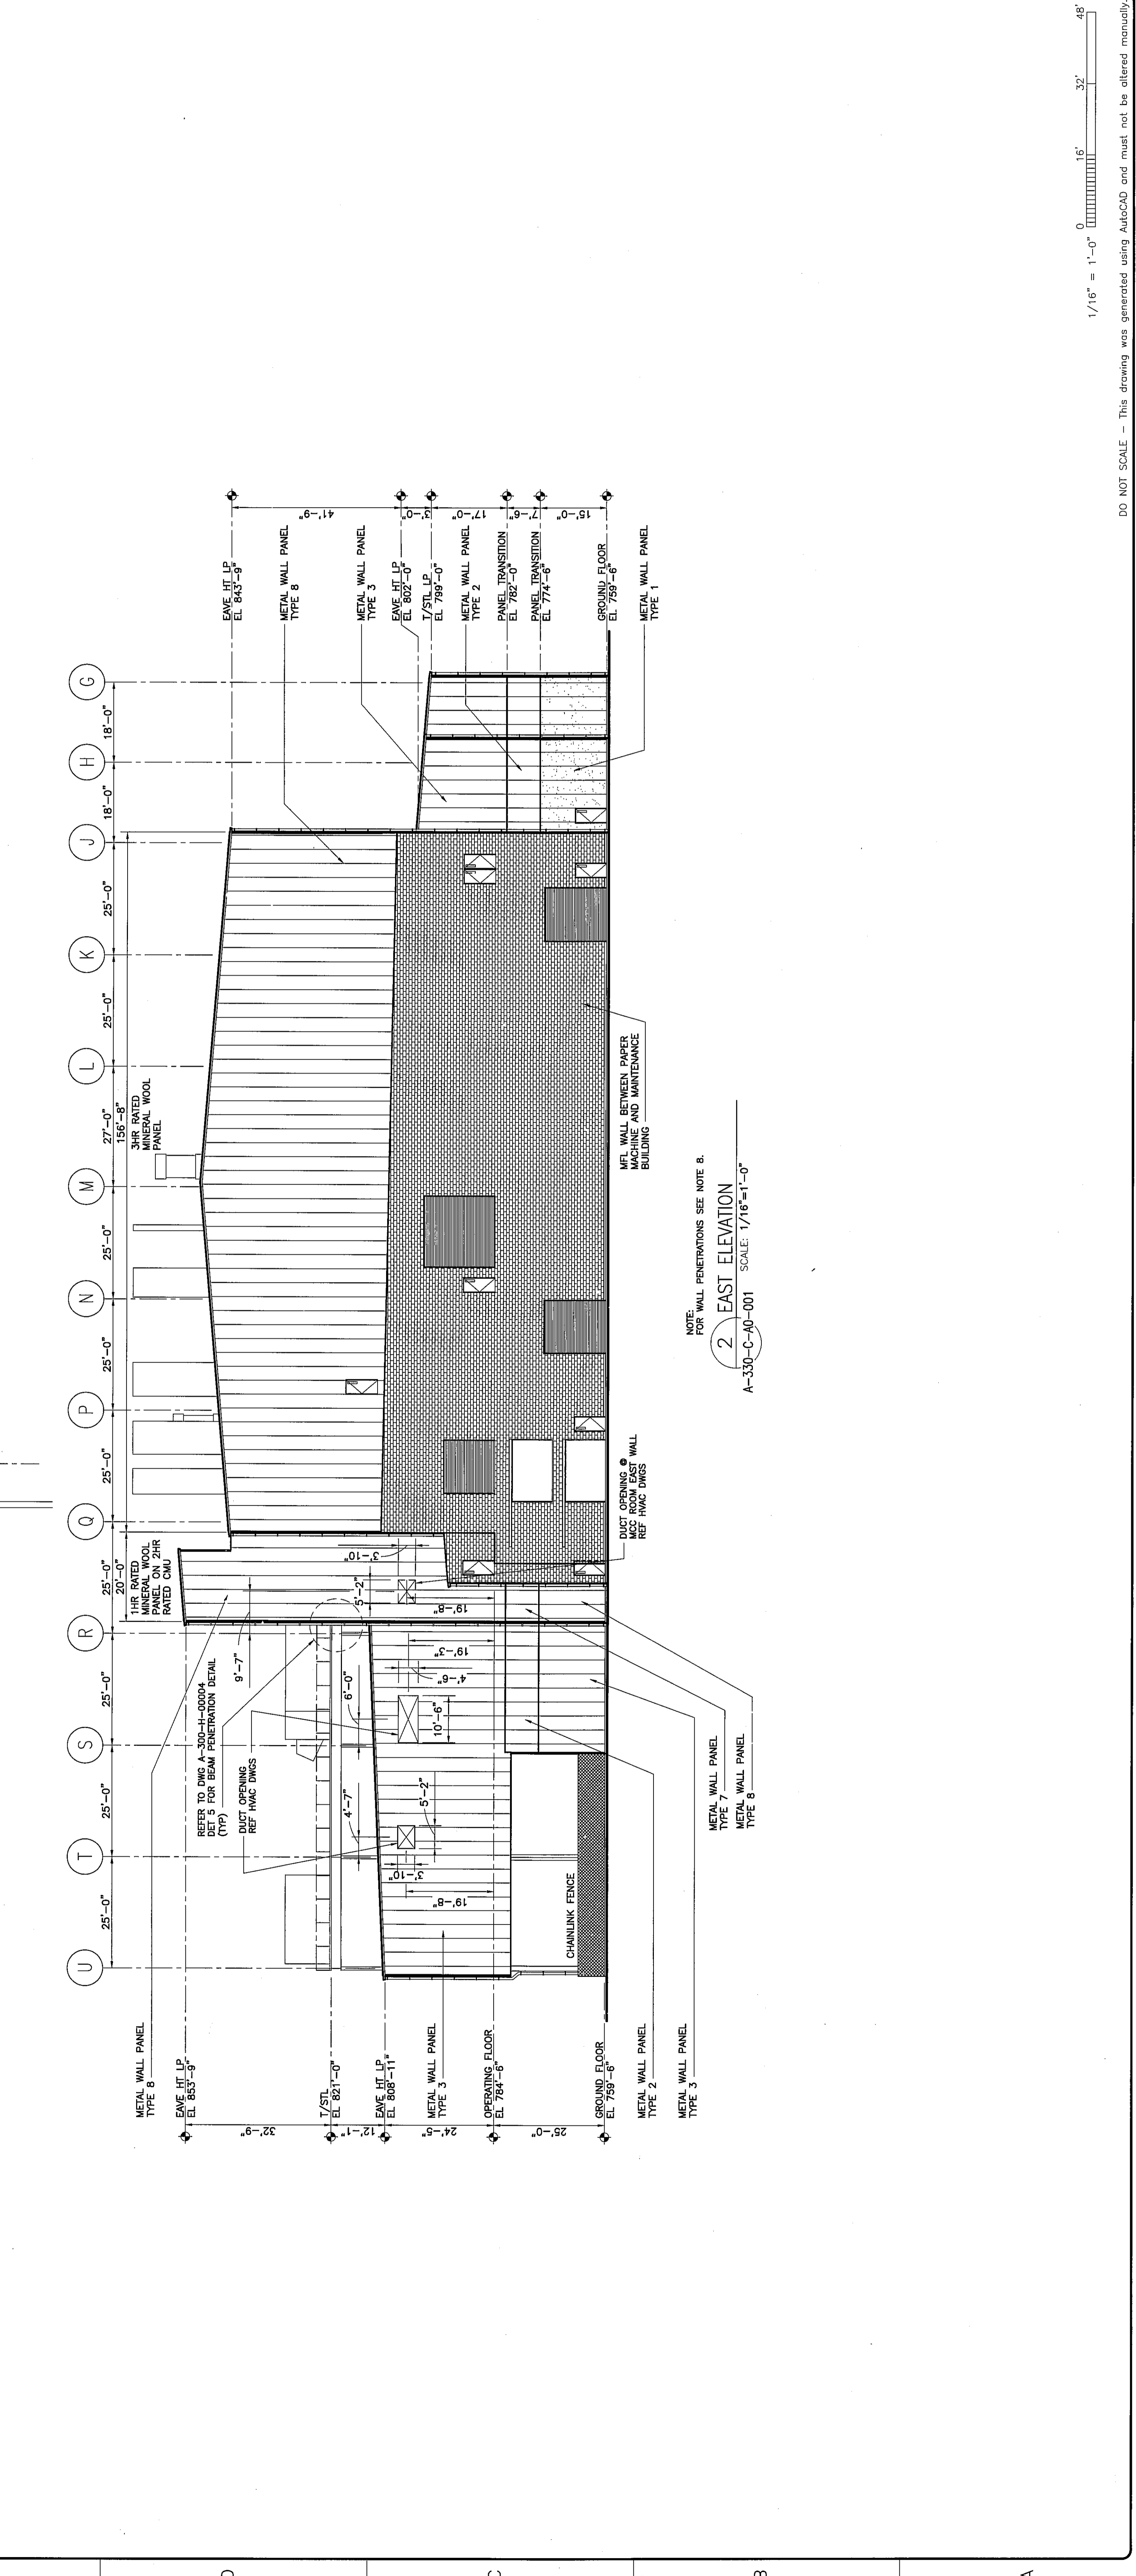 U
T
S
R
Q
P
N
M
L
K
J
H
G
25'-0"
25'-0"
25'-0"
25'-0"
25'-0"
25'-0"
25'-0"
27'-0"
25'-0"
25'-0"
18'-0"
18'-0"
20'-0"
156'-8"
1HR RATED
MINERAL WOOL
PANEL ON 2HR
RATED CMU
3HR RATED
MINERAL WOOL
PANEL
METAL WALL PANEL
TYPE 8
EAVE HT LP
EL 853'-9"
T/STL
EL 821'-0"
EAVE HT LP
EL 808'-11"
METAL WALL PANEL
TYPE 3
OPERATING FLOOR
EL 784'-6"
GROUND FLOOR
EL 759'-6"
METAL WALL PANEL
TYPE 2
METAL WALL PANEL
TYPE 3
32'-9"
12'-1"
24'-5"
25'-0"
REFER TO DWG A-300-H-00004
DET 5 FOR BEAM PENETRATION DETAIL
(TYP)
DUCT OPENING
REF HVAC DWGS
9'-7"
6'-0"
4'-7"
5'-2"
3'-10"
19'-8"
10'-6"
4'-6"
19'-3"
5'-2"
3'-10"
19'-8"
CHAINLINK FENCE
METAL WALL PANEL
TYPE 7
METAL WALL PANEL
TYPE 8
DUCT OPENING @
MCC ROOM EAST WALL
REF HVAC DWGS
MFL WALL BETWEEN PAPER
MACHINE AND MAINTENANCE
BUILDING
EAVE HT LP
EL 843'-9"
METAL WALL PANEL
TYPE 8
METAL WALL PANEL
TYPE 3
EAVE HT LP
EL 802'-0"
T/STL LP
EL 799'-0"
METAL WALL PANEL
TYPE 2
PANEL TRANSITION
EL 782'-0"
PANEL TRANSITION
EL 774'-6"
GROUND FLOOR
EL 759'-6"
METAL WALL PANEL
TYPE 1
41'-9"
3'-0"
17'-0"
7'-6"
15'-0"
NOTE:
FOR WALL PENETRATIONS SEE NOTE 8.
2 EAST ELEVATION
A-330-C-A0-001 SCALE: 1/16"=1'-0"
1/16" = 1'-0"
0 16' 32' 48'
DO NOT SCALE - This drawing was generated using AutoCAD and must not be altered manually.
C
B
A